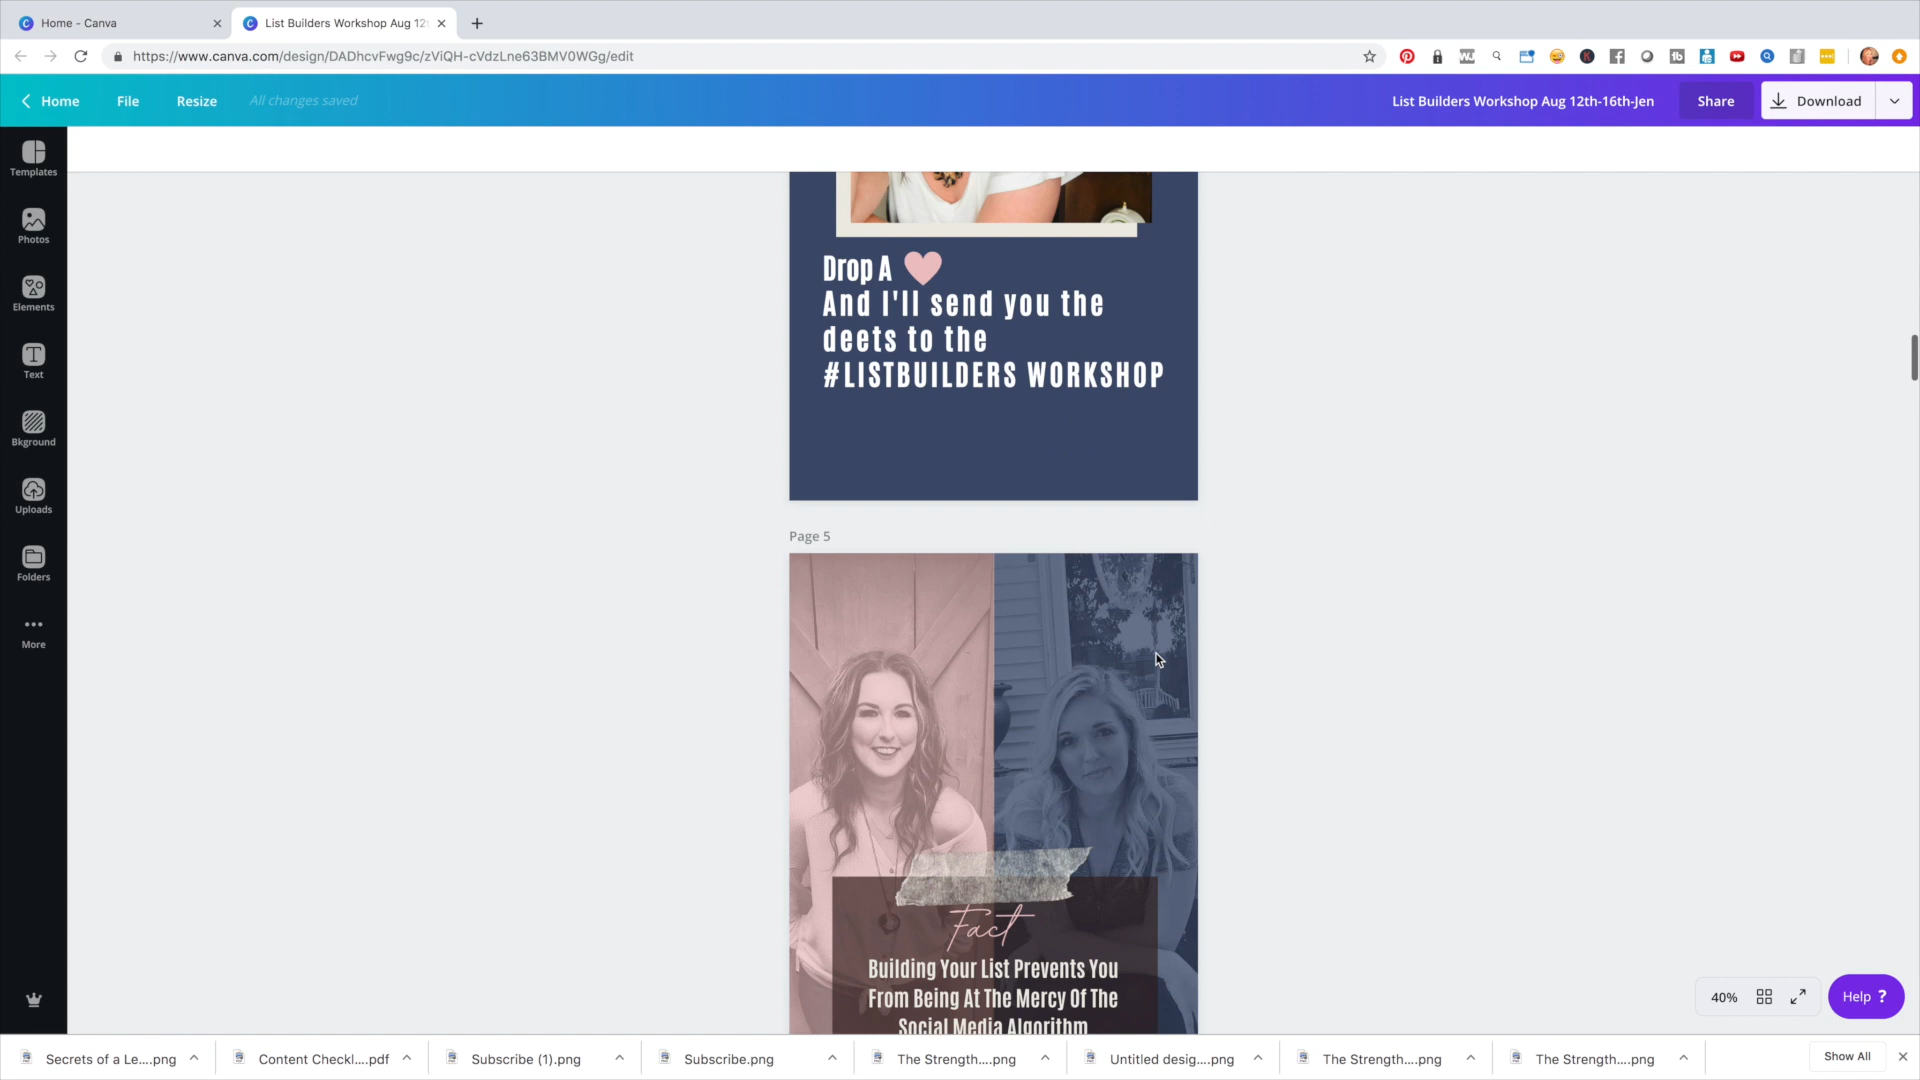 Home - Canva
List Builders Workshop Aug 12
https://www.canva.com/design/DADhcvFwg9c/zViQH-cVdzLne63BMV0WGg/edit
Home
File
Resize
All changes saved
List Builders Workshop Aug 12th-16th-Jen
Share
Download
Templates
Photos
Elements
Text
Bkground
Uploads
Folders
More
Drop A
And I'll send you the
deets to the
#LISTBUILDERS WORKSHOP
Page 5
Fact
Building Your List Prevents You
From Being At The Mercy Of The
Social Media Algorithm
40%
Help ?
Secrets of a Le....png
Content Checkl....pdf
Subscribe (1).png
Subscribe.png
The Strength....png
Untitled desig....png
The Strength....png
The Strength....png
Show All